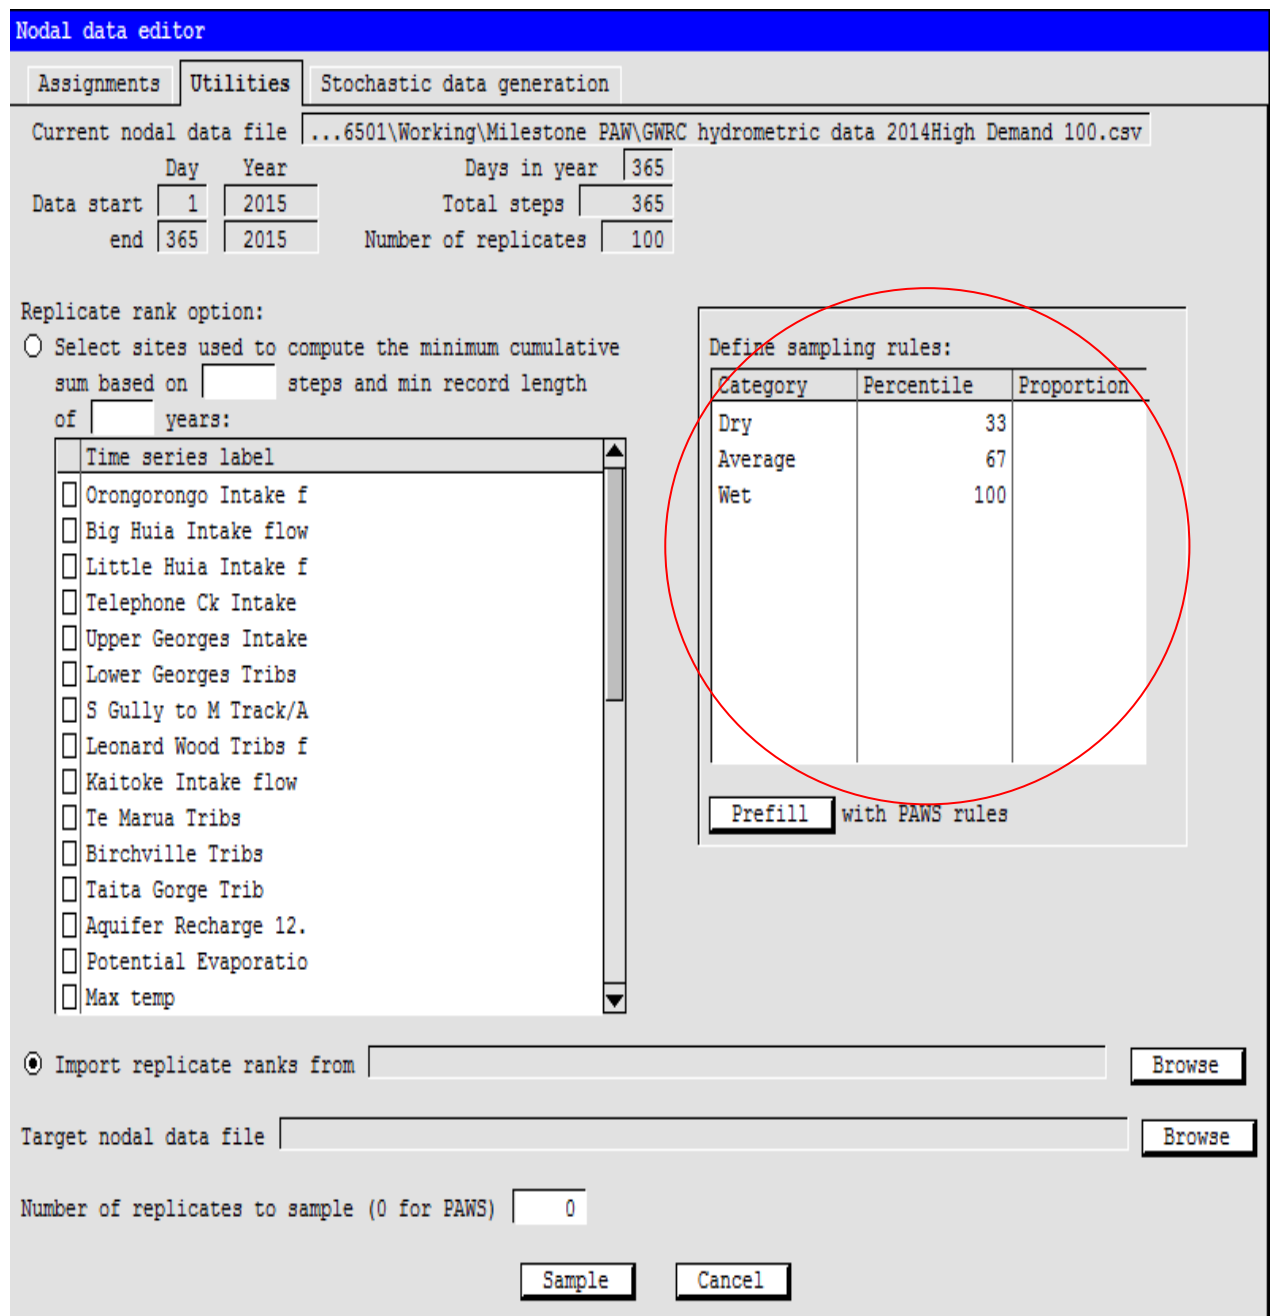 Nodal data editor
Assignments Utilities Stochastic data generation
Current nodal data file ...6501\Working\Milestone PAW\GWRC hydrometric data 2014High Demand 100.csv
Day Year Days in year 365
Data start 1 2015 Total steps 365
end 365 2015 Number of replicates 100
Replicate rank option:
Select sites used to compute the minimum cumulative
sum based on steps and min record length
of years:
Time series label
Orongorongo Intake f
Big Huia Intake flow
Little Huia Intake f
Telephone Ck Intake
Upper Georges Intake
Lower Georges Tribs
S Gully to M Track/A
Leonard Wood Tribs f
Kaitoke Intake flow
Te Marua Tribs
Birchville Tribs
Taita Gorge Trib
Aquifer Recharge 12.
Potential Evaporatio
Max temp
Define sampling rules:
Category Percentile Proportion
Dry 33
Average 67
Wet 100
Prefill with PAWS rules
Import replicate ranks from Browse
Target nodal data file Browse
Number of replicates to sample (0 for PAWS) 0
Sample Cancel